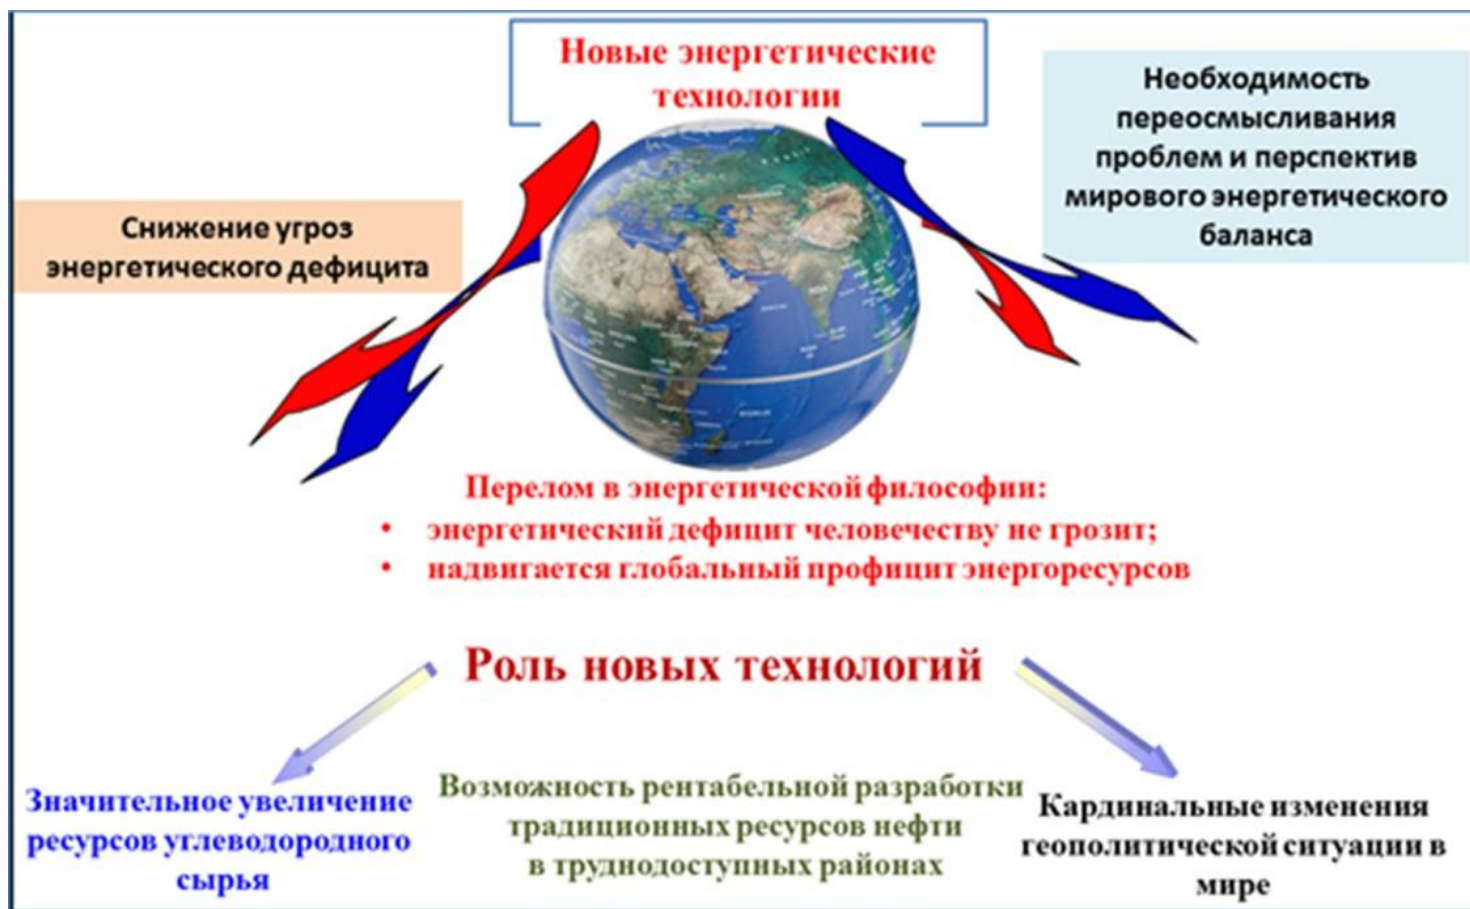 Новые энергетические
технологии
Необходимость
переосмысливания
проблем и перспектив
мирового энергетического
баланса
Снижение угроз
энергетического дефицита
Перелом в энергетической философии:
• энергетический дефицит человечеству не грозит;
• надвигается глобальный профицит энергоресурсов
Роль новых технологий
Значительное увеличение
ресурсов углеводородного
сырья
Возможность рентабельной разработки
традиционных ресурсов нефти
в труднодоступных районах
Кардинальные изменения
геополитической ситуации в
мире